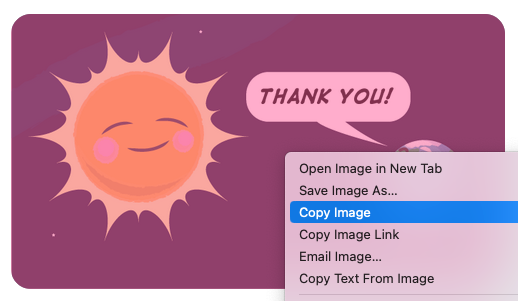 THANK YOU!
Open Image in New Tab
Save Image As...
Copy Image
Copy Image Link
Email Image...
Copy Text From Image